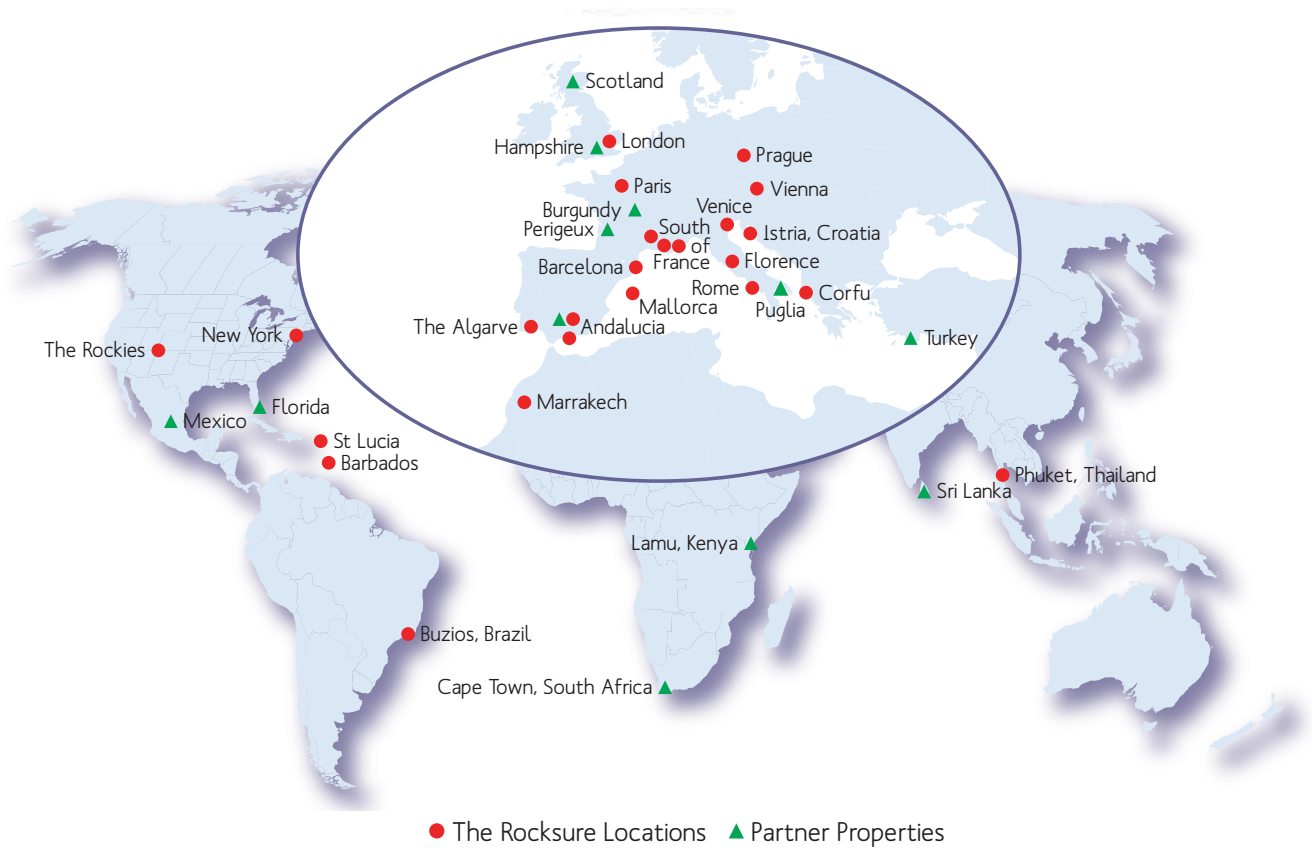 Scotland
Hampshire
London
Prague
Paris
Vienna
Burgundy
Venice
Perigeux
South
of
France
Istria, Croatia
Barcelona
Florence
Mallorca
Rome
Puglia
Corfu
The Algarve
Andalucia
Turkey
New York
The Rockies
Marrakech
Florida
Mexico
St Lucia
Barbados
Phuket, Thailand
Sri Lanka
Lamu, Kenya
Buzios, Brazil
Cape Town, South Africa
The Rocksure Locations
Partner Properties